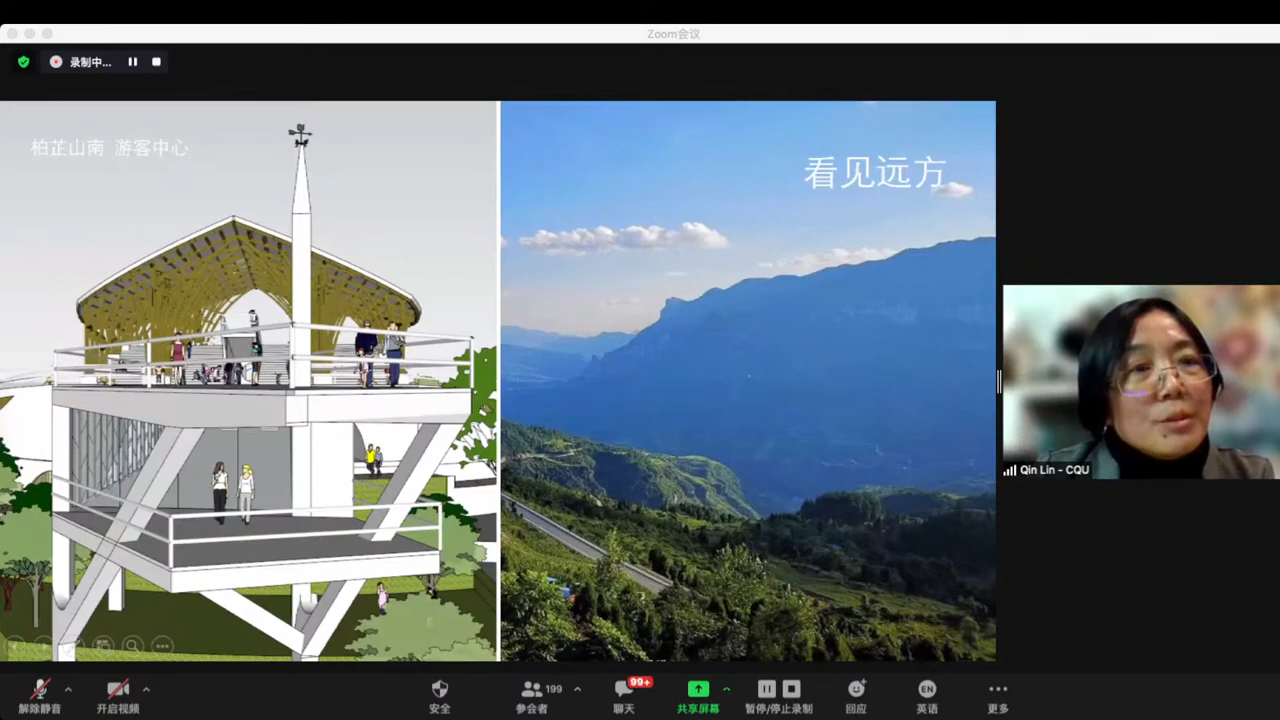 Zoom会议
录制中...
柏芷山南 游客中心
看见远方
Qin Lin - CQU
解除静音
开启视频
安全
199
参会者
99+
聊天
共享屏幕
暂停/停止录制
回应
EN
英语
更多